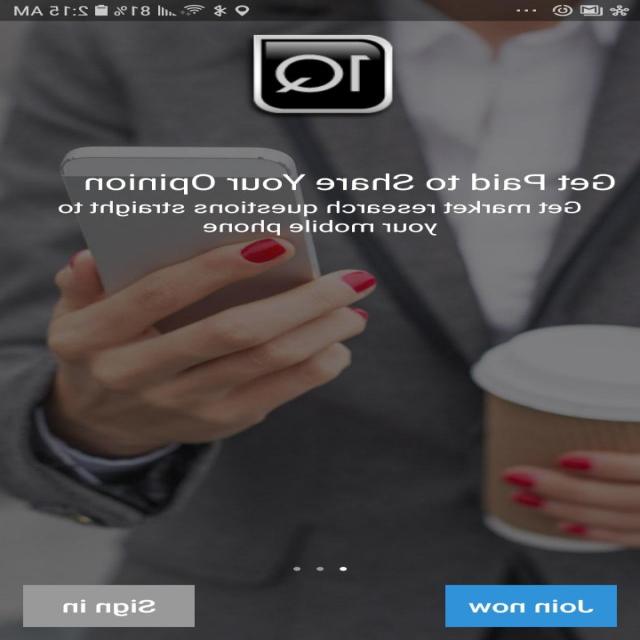 81% 2:15 AM
1Q
Get Paid to Share Your Opinion
Get market research questions straight to
your mobile phone
Join now
Sign in